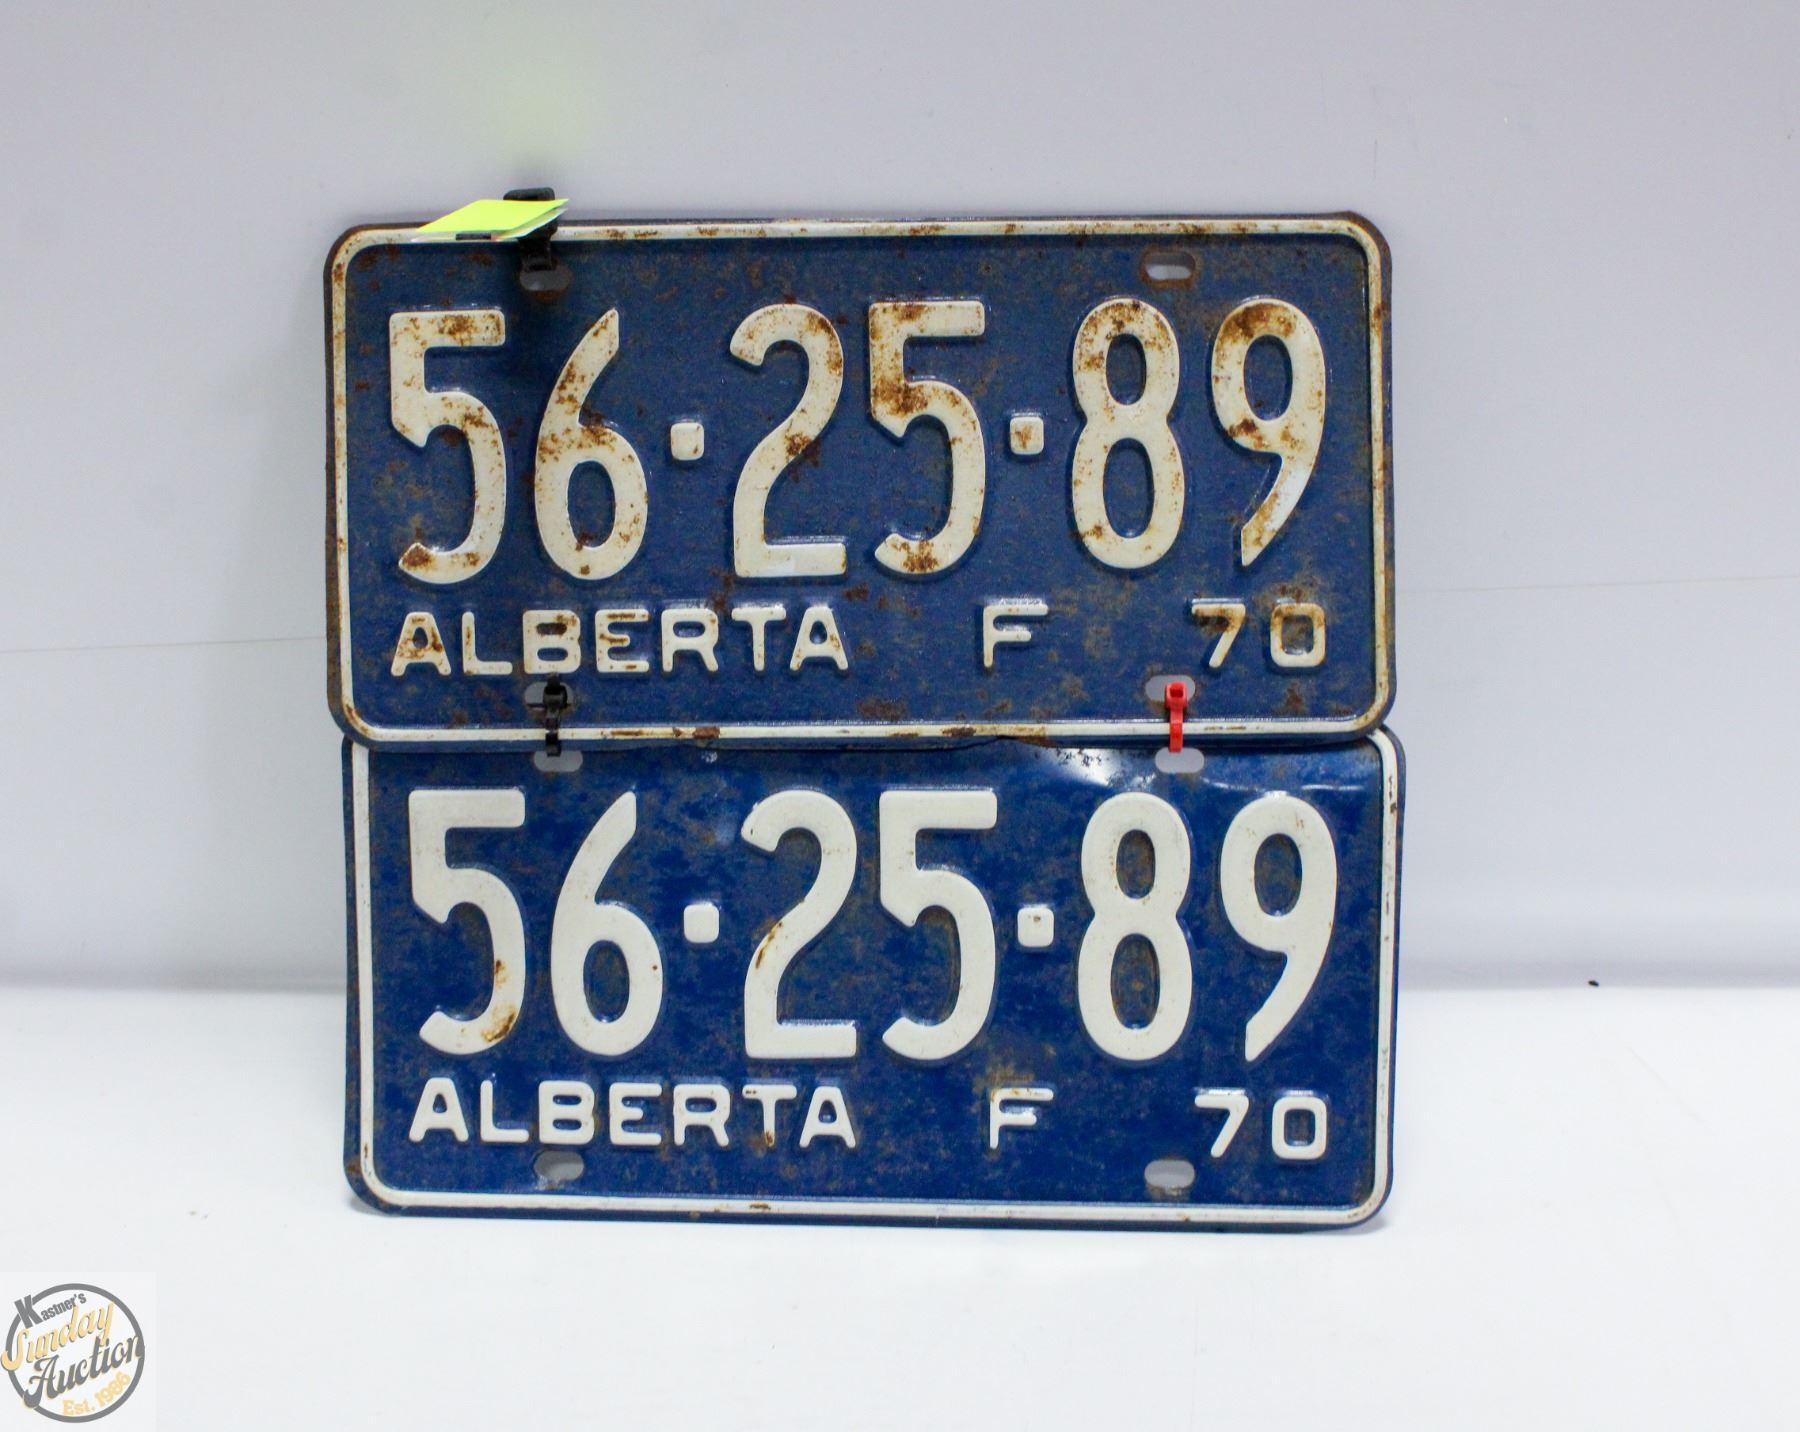 56·25·89
ALBERTA F 70
56·25·89
ALBERTA F 70
Kastner's
Sunday
Auction
Est. 1986